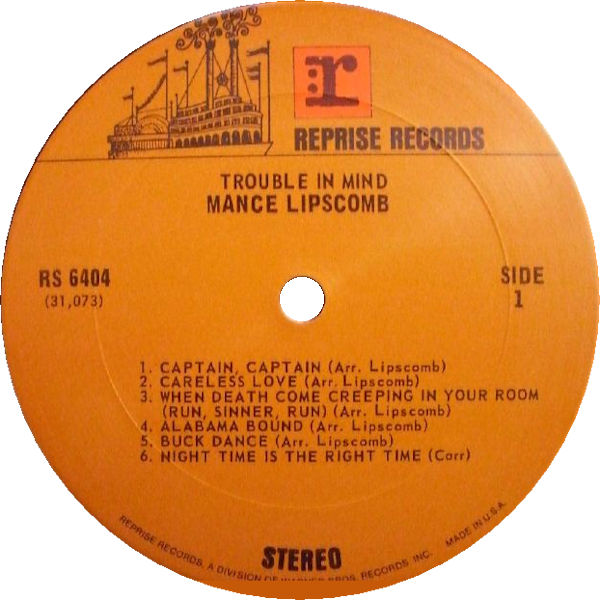 r
REPRISE RECORDS
TROUBLE IN MIND
MANCE LIPSCOMB
RS 6404
(31,073)
SIDE
1
1. CAPTAIN, CAPTAIN (Arr. Lipscomb)
2. CARELESS LOVE (Arr. Lipscomb)
3. WHEN DEATH COME CREEPING IN YOUR ROOM
(RUN, SINNER, RUN) (Arr. Lipscomb)
4. ALABAMA BOUND (Arr. Lipscomb)
5. BUCK DANCE (Arr. Lipscomb)
6. NIGHT TIME IS THE RIGHT TIME (Carr)
STEREO
REPRISE RECORDS, A DIVISION OF WARNER BROS. RECORDS INC. MADE IN U.S.A.